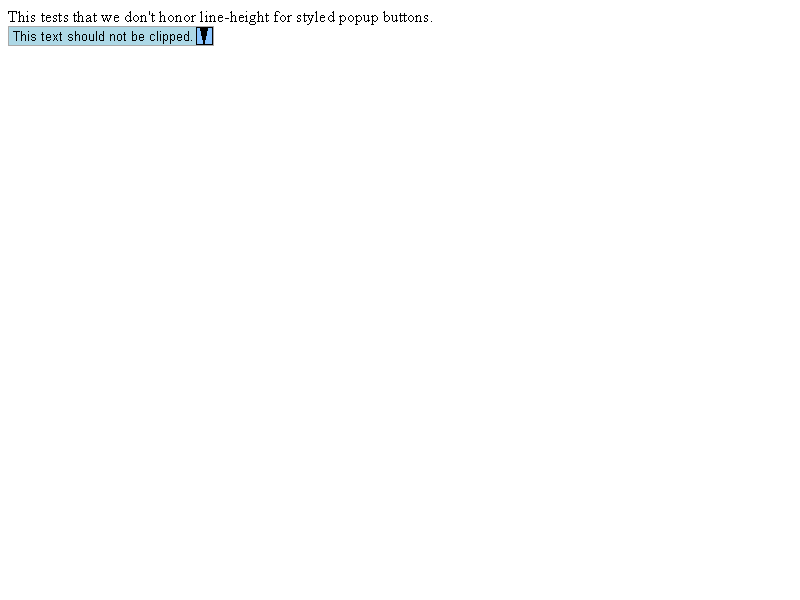 This tests that we don't honor line-height for styled popup buttons.
This text should not be clipped.